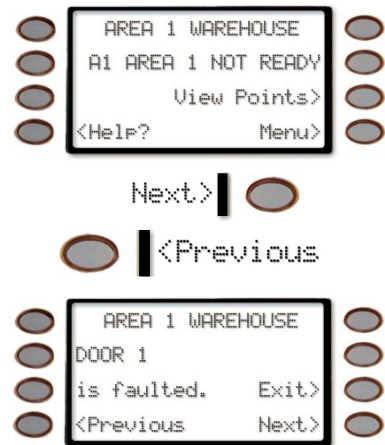 AREA 1 WAREHOUSE
A1 AREA 1 NOT READY
View Points>
<Help? Menu>
Next>
<Previous
AREA 1 WAREHOUSE
DOOR 1
is faulted. Exit>
<Previous Next>